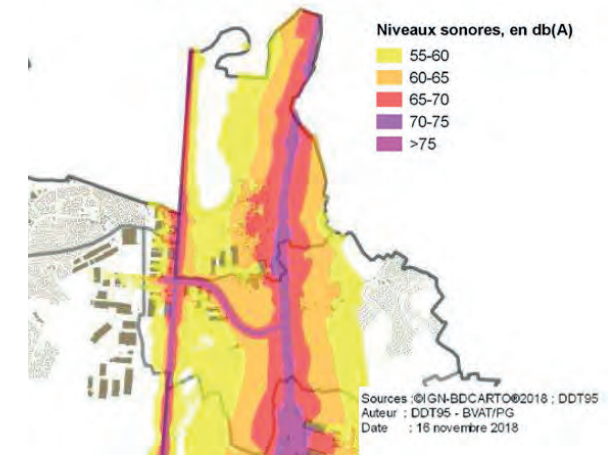 Niveaux sonores, en db(A)
55-60
60-65
65-70
70-75
>75
Sources ;©IGN-BDCARTO®2018 ; DDT95
Auteur : DDT95 - BVAT/PG
Date : 16 novembre 2018